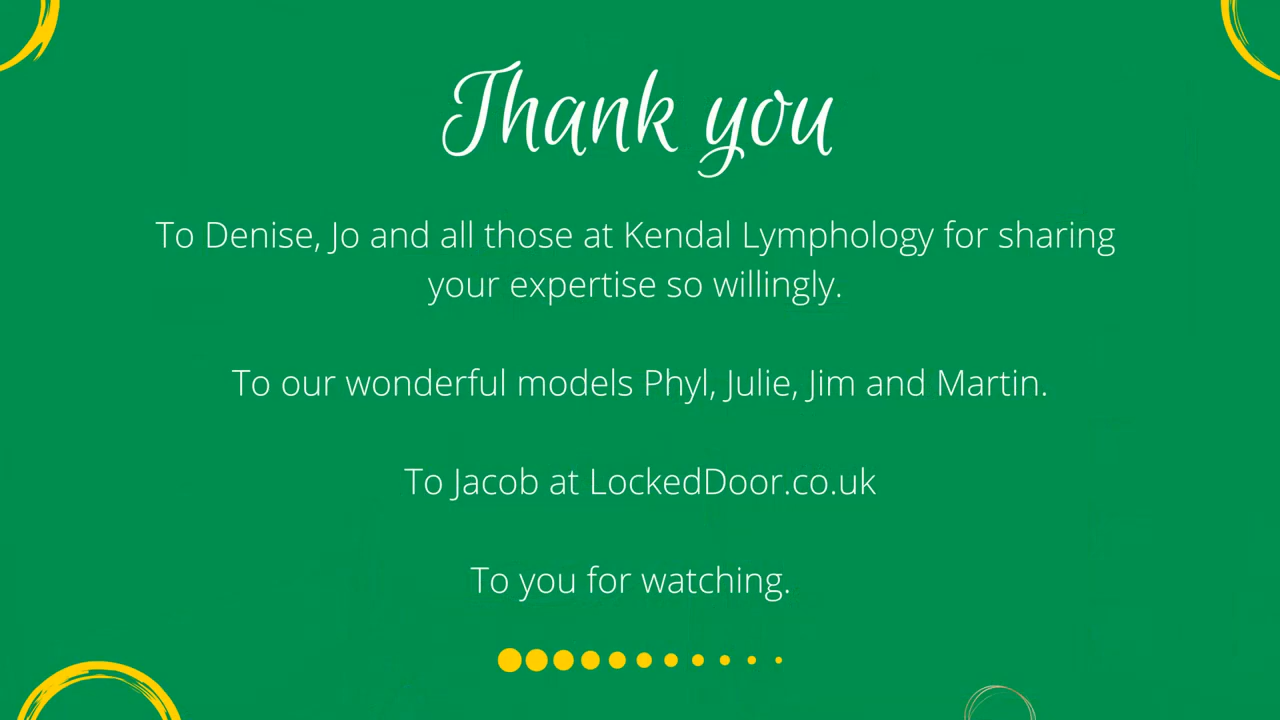 Thank you
To Denise, Jo and all those at Kendal Lymphology for sharing
your expertise so willingly.
To our wonderful models Phyl, Julie, Jim and Martin.
To Jacob at LockedDoor.co.uk
To you for watching.